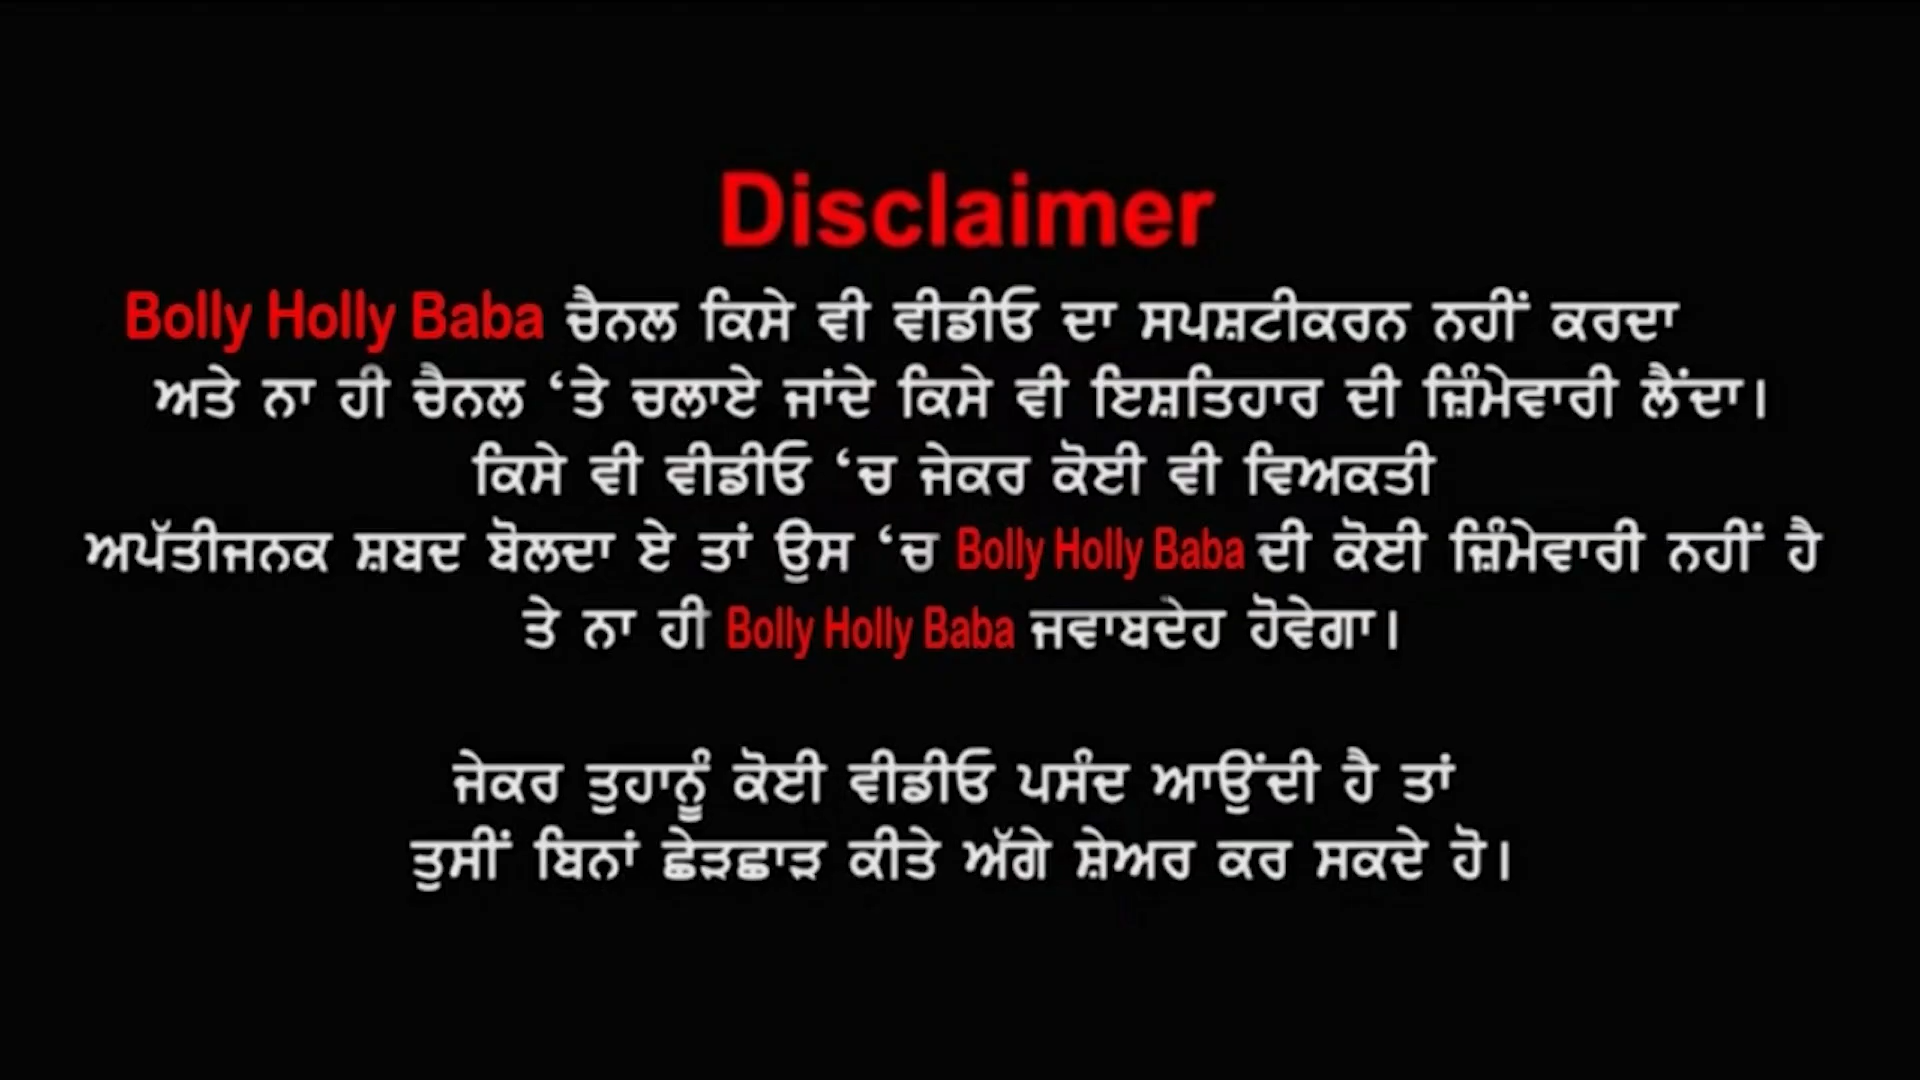 Disclaimer
Bolly Holly Baba ਚੈਨਲ ਕਿਸੇ ਵੀ ਵੀਡੀਓ ਦਾ ਸਪਸ਼ਟੀਕਰਨ ਨਹੀਂ ਕਰਦਾ
ਅਤੇ ਨਾ ਹੀ ਚੈਨਲ ‘ਤੇ ਚਲਾਏ ਜਾਂਦੇ ਕਿਸੇ ਵੀ ਇਸ਼ਤਿਹਾਰ ਦੀ ਜ਼ਿੰਮੇਵਾਰੀ ਲੈਂਦਾ।
ਕਿਸੇ ਵੀ ਵੀਡੀਓ ‘ਚ ਜੇਕਰ ਕੋਈ ਵੀ ਵਿਅਕਤੀ
ਅਪੱਤੀਜਨਕ ਸ਼ਬਦ ਬੋਲਦਾ ਏ ਤਾਂ ਉਸ ‘ਚ Bolly Holly Baba ਦੀ ਕੋਈ ਜ਼ਿੰਮੇਵਾਰੀ ਨਹੀਂ ਹੈ
ਤੇ ਨਾ ਹੀ Bolly Holly Baba ਜਵਾਬਦੇਹ ਹੋਵੇਗਾ।
ਜੇਕਰ ਤੁਹਾਨੂੰ ਕੋਈ ਵੀਡੀਓ ਪਸੰਦ ਆਉਂਦੀ ਹੈ ਤਾਂ
ਤੁਸੀਂ ਬਿਨਾਂ ਛੇੜਛਾੜ ਕੀਤੇ ਅੱਗੇ ਸ਼ੇਅਰ ਕਰ ਸਕਦੇ ਹੋ।